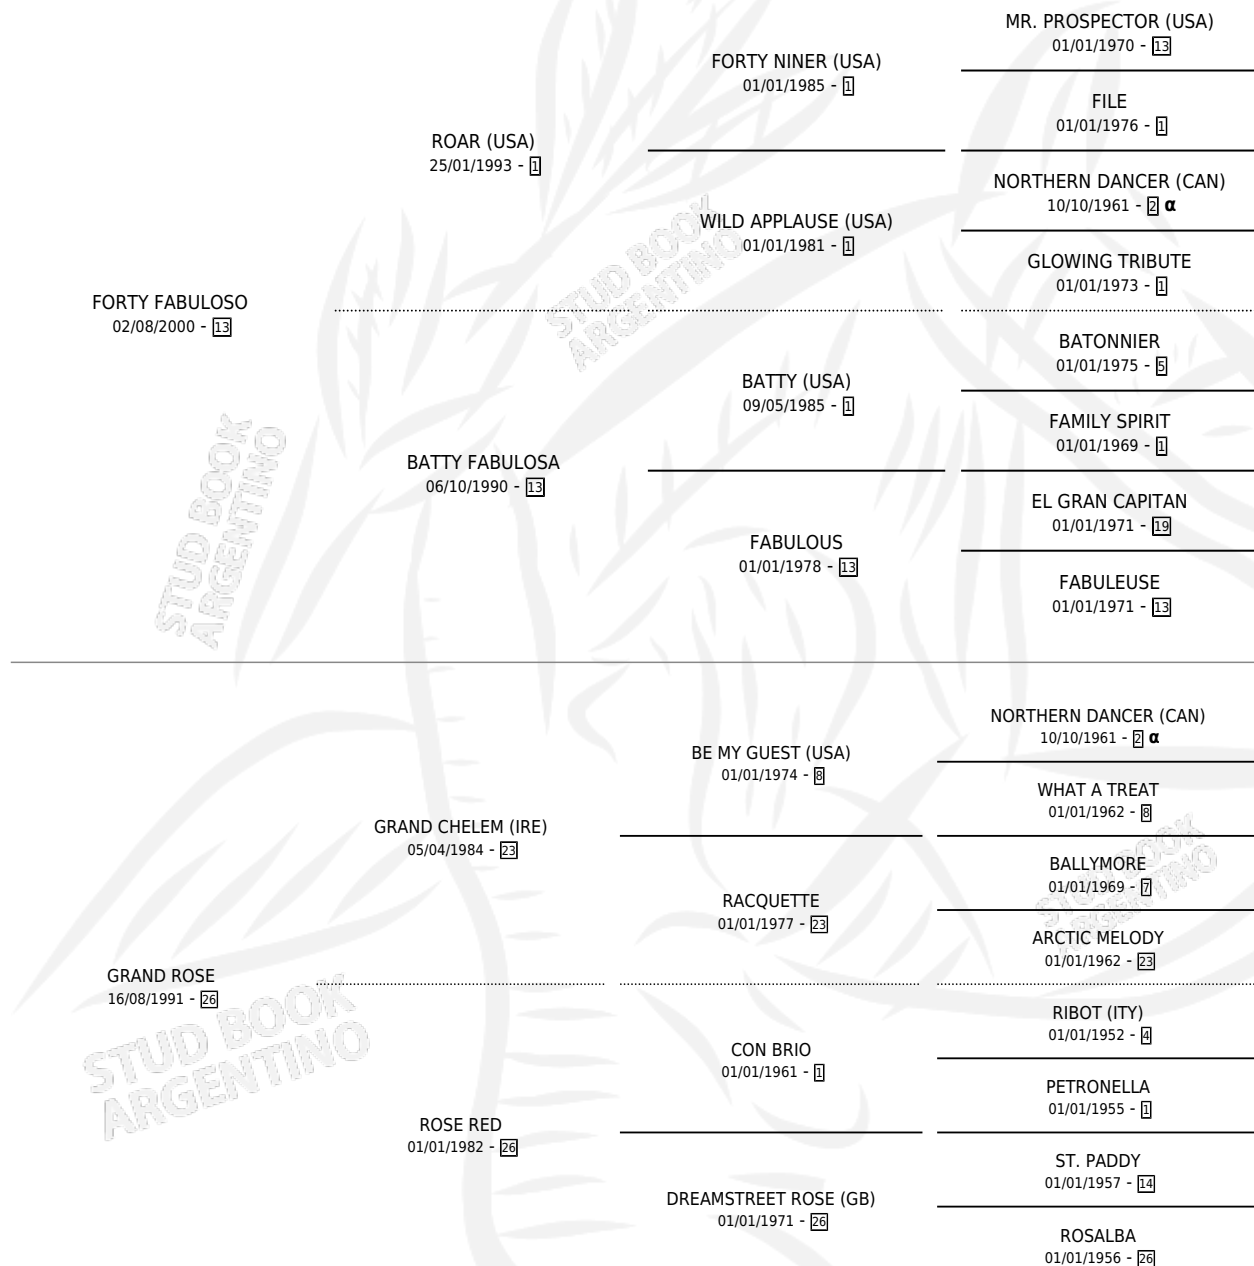 MR. PROSPECTOR (USA)
01/01/1970 - 13
FORTY NINER (USA)
01/01/1985 - 1
FILE
01/01/1976 - 1
ROAR (USA)
25/01/1993 - 1
NORTHERN DANCER (CAN)
10/10/1961 - 2 α
WILD APPLAUSE (USA)
01/01/1981 - 1
GLOWING TRIBUTE
01/01/1973 - 1
FORTY FABULOSO
02/08/2000 - 13
BATONNIER
01/01/1975 - 5
BATTY (USA)
09/05/1985 - 1
FAMILY SPIRIT
01/01/1969 - 1
BATTY FABULOSA
06/10/1990 - 13
EL GRAN CAPITAN
01/01/1971 - 19
FABULOUS
01/01/1978 - 13
FABULEUSE
01/01/1971 - 13
STUD BOOK
ARGENTINO
STUD BOOK
ARGENTINO
NORTHERN DANCER (CAN)
10/10/1961 - 2 α
BE MY GUEST (USA)
01/01/1974 - 8
WHAT A TREAT
01/01/1962 - 8
GRAND CHELEM (IRE)
05/04/1984 - 23
BALLYMORE
01/01/1969 - 7
RACQUETTE
01/01/1977 - 23
ARCTIC MELODY
01/01/1962 - 23
GRAND ROSE
16/08/1991 - 26
RIBOT (ITY)
01/01/1952 - 4
CON BRIO
01/01/1961 - 1
PETRONELLA
01/01/1955 - 1
ROSE RED
01/01/1982 - 26
ST. PADDY
01/01/1957 - 14
DREAMSTREET ROSE (GB)
01/01/1971 - 26
ROSALBA
01/01/1956 - 26
STUD BOOK
ARGENTINO
STUD BOOK
ARGENTINO